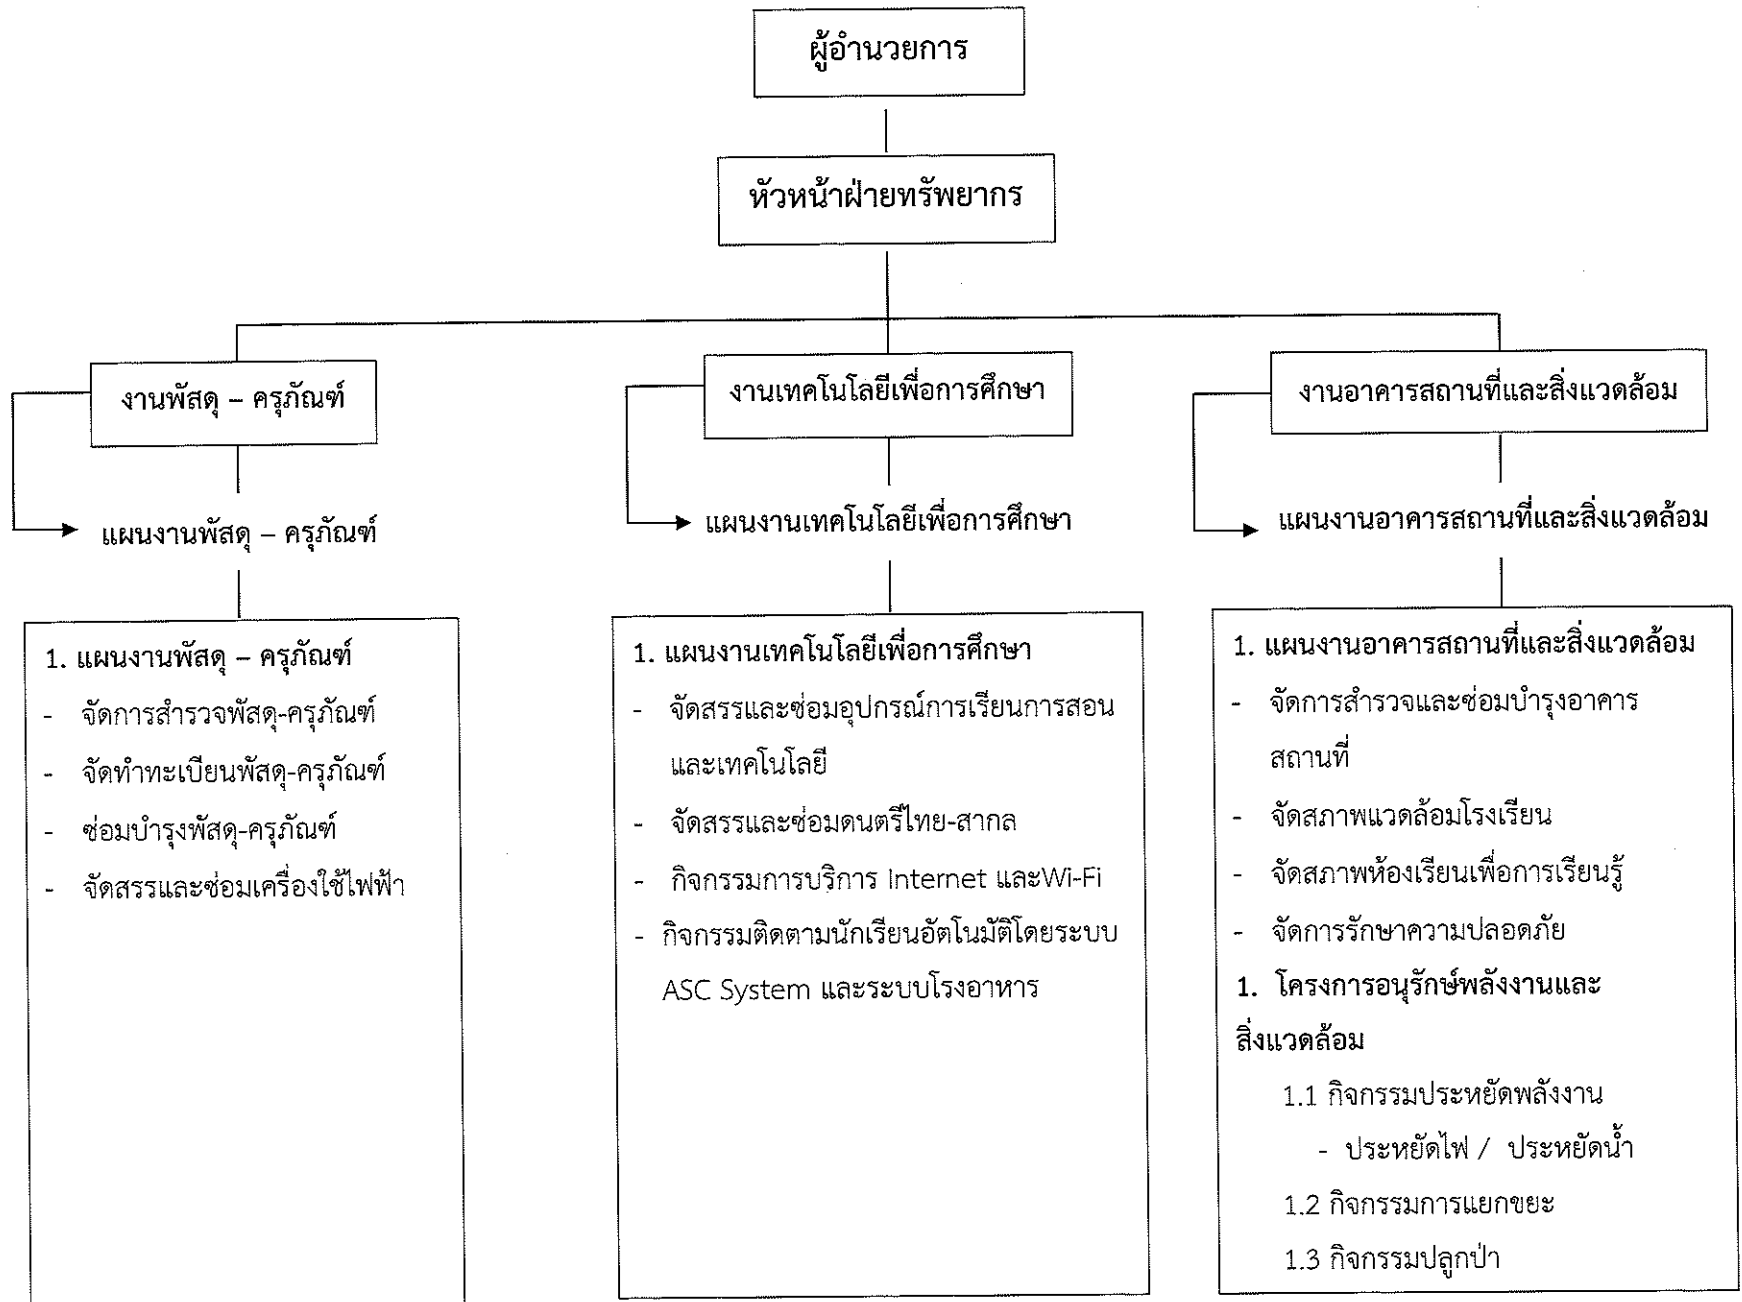 ผู้อำนวยการ
หัวหน้าฝ่ายทรัพยากร
งานพัสดุ – ครุภัณฑ์
แผนงานพัสดุ – ครุภัณฑ์
1. แผนงานพัสดุ – ครุภัณฑ์
- จัดการสำรวจพัสดุ-ครุภัณฑ์
- จัดทำทะเบียนพัสดุ-ครุภัณฑ์
- ซ่อมบำรุงพัสดุ-ครุภัณฑ์
- จัดสรรและซ่อมเครื่องใช้ไฟฟ้า
งานเทคโนโลยีเพื่อการศึกษา
แผนงานเทคโนโลยีเพื่อการศึกษา
1. แผนงานเทคโนโลยีเพื่อการศึกษา
- จัดสรรและซ่อมอุปกรณ์การเรียนการสอน
และเทคโนโลยี
- จัดสรรและซ่อมดนตรีไทย-สากล
- กิจกรรมการบริการ Internet และWi-Fi
- กิจกรรมติดตามนักเรียนอัตโนมัติโดยระบบ
ASC System และระบบโรงอาหาร
งานอาคารสถานที่และสิ่งแวดล้อม
แผนงานอาคารสถานที่และสิ่งแวดล้อม
1. แผนงานอาคารสถานที่และสิ่งแวดล้อม
- จัดการสำรวจและซ่อมบำรุงอาคาร
สถานที่
- จัดสภาพแวดล้อมโรงเรียน
- จัดสภาพห้องเรียนเพื่อการเรียนรู้
- จัดการรักษาความปลอดภัย
1. โครงการอนุรักษ์พลังงานและ
สิ่งแวดล้อม
1.1 กิจกรรมประหยัดพลังงาน
- ประหยัดไฟ / ประหยัดน้ำ
1.2 กิจกรรมการแยกขยะ
1.3 กิจกรรมปลูกป่า